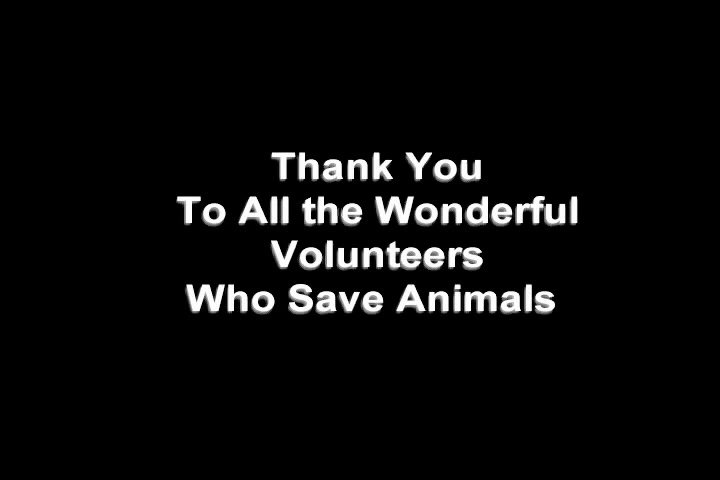 Thank You
To All the Wonderful
Volunteers
Who Save Animals